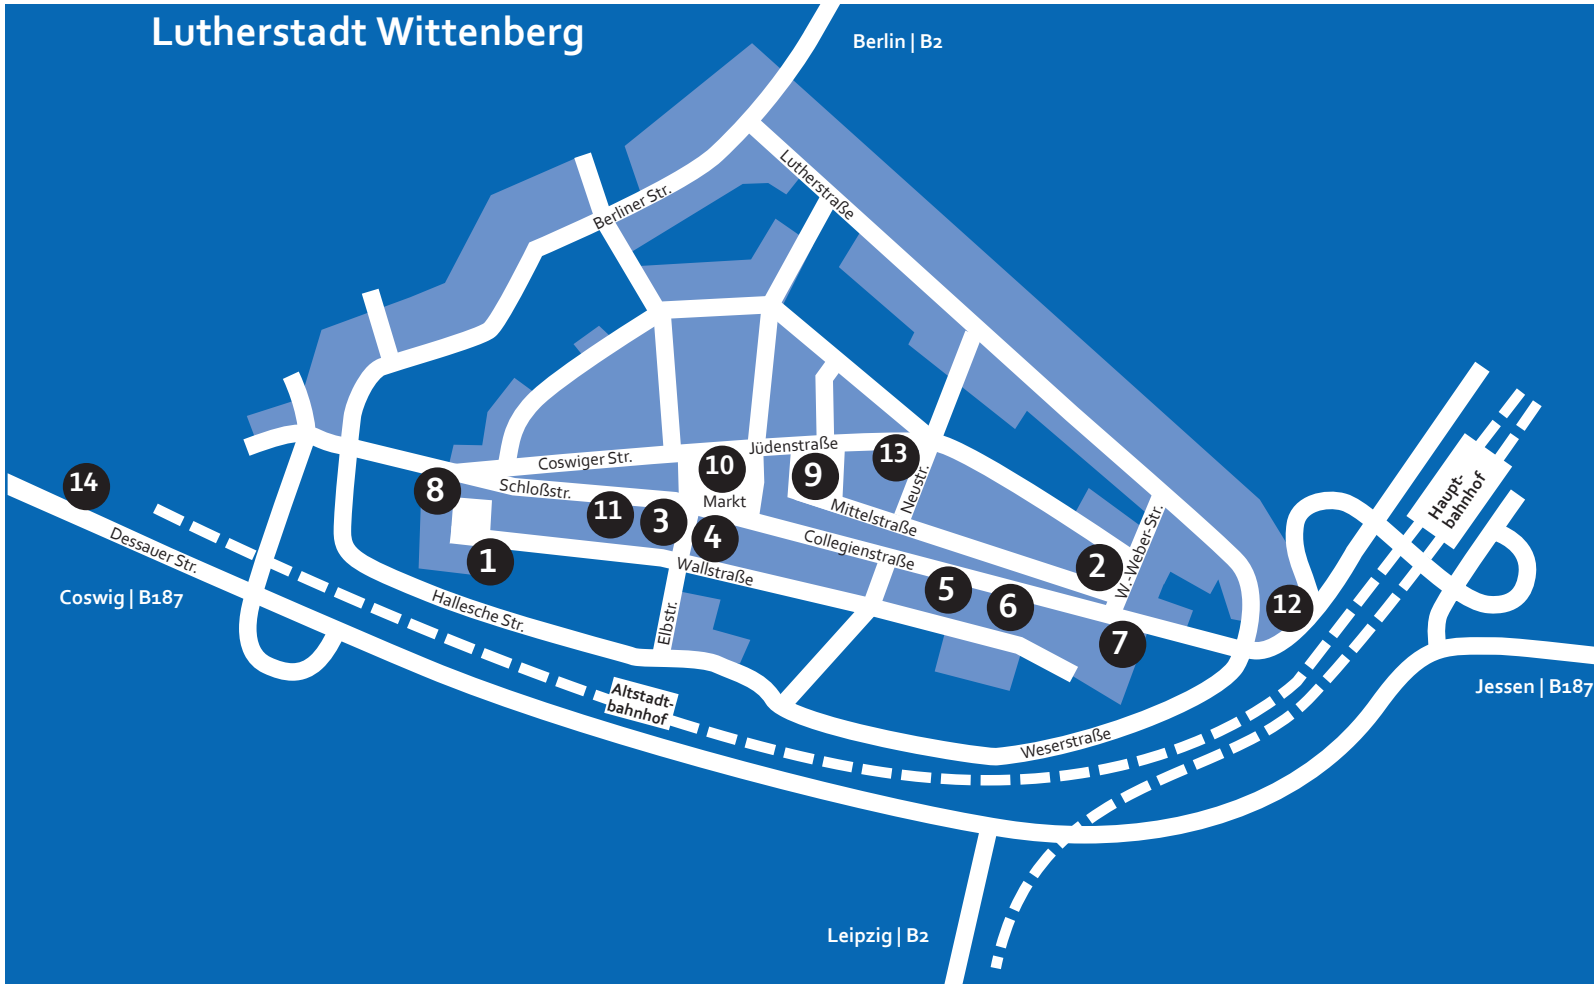 Lutherstadt Wittenberg
Berlin | B2
Lutherstraße
Berliner Str.
Haupt-
bahnhof
Jüdenstraße
Coswiger Str.
13
10
9
14
8
Schloßstr.
Neustr.
Markt
11
3
Mittelstraße
4
W.-Weber-Str.
Collegienstraße
Dessauer Str.
1
2
Wallstraße
5
6
12
Coswig | B187
Hallesche Str.
Elbstr.
7
Jessen | B187
Altstadt-
bahnhof
Weserstraße
Leipzig | B2